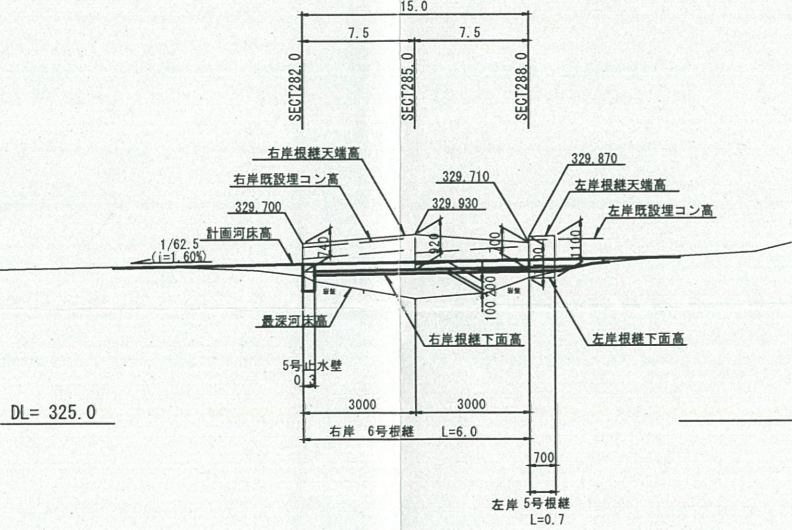 15.0
7.5
7.5
SECT282.0
SECT285.0
SECT288.0
右岸根継天端高
右岸既設埋コン高
329.700
329.710
329.930
329.870
左岸根継天端高
左岸既設埋コン高
計画河床高
1/62.5
(i=1.60%)
740
920
1100
100 200
最深河床高
右岸根継下面高
左岸根継下面高
5号止水壁
0.3
DL= 325.0
3000
3000
右岸 6号根継 L=6.0
700
左岸 5号根継
L=0.7